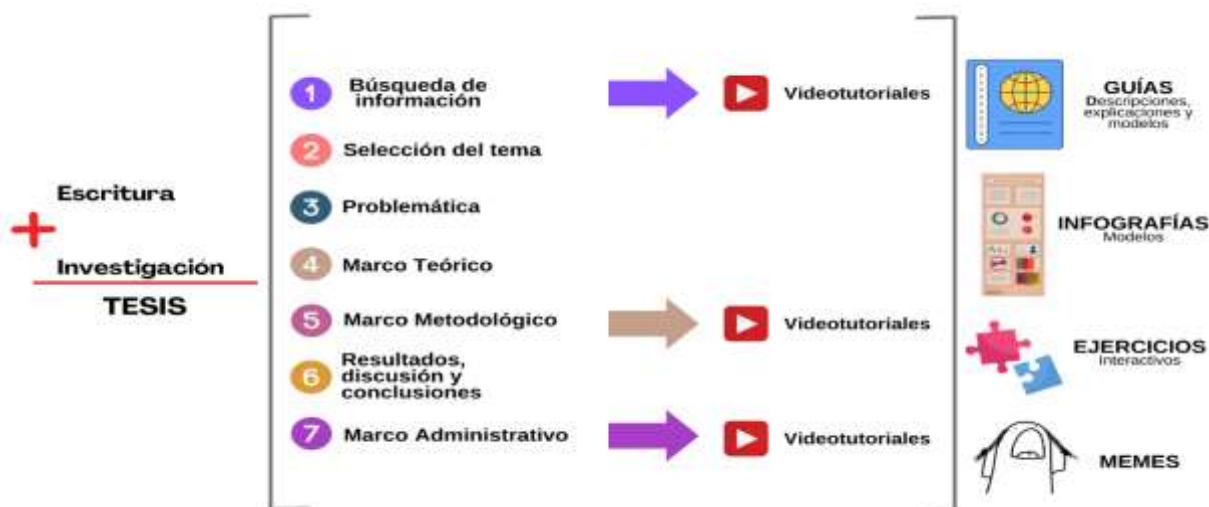 Escritura
+
Investigación
TESIS
1 Búsqueda de
información
2 Selección del tema
3 Problemática
4 Marco Teórico
5 Marco Metodológico
6 Resultados,
discusión y
conclusiones
7 Marco Administrativo
Videotutoriales
Videotutoriales
Videotutoriales
GUÍAS
Descripciones,
explicaciones y
modelos
INFOGRAFÍAS
Modelos
EJERCICIOS
Interactivos
MEMES